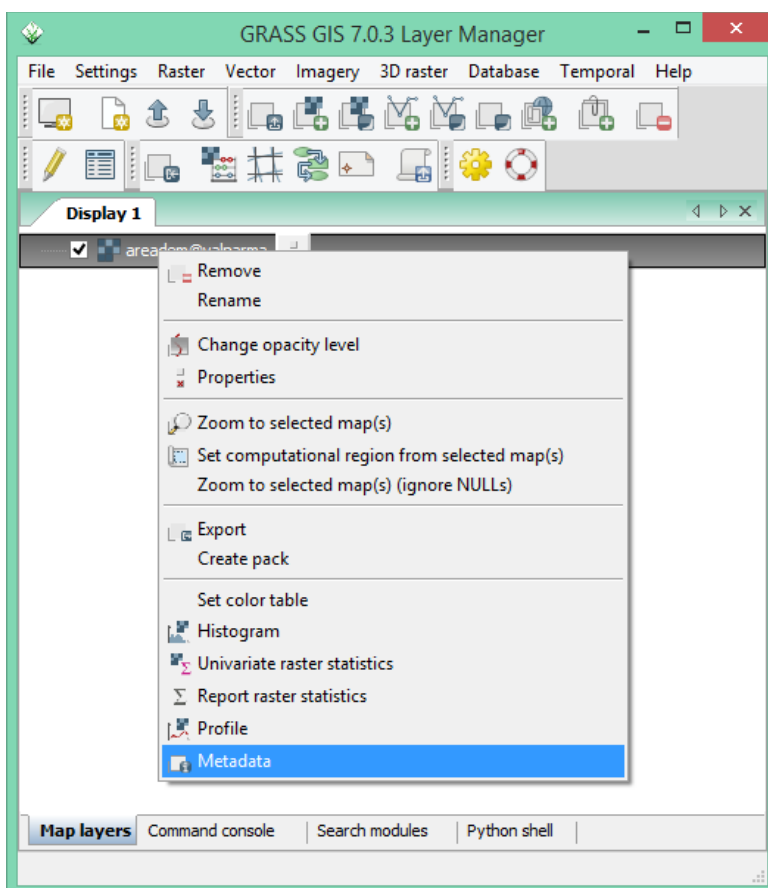 GRASS GIS 7.0.3 Layer Manager
File Settings Raster Vector Imagery 3D raster Database Temporal Help
Display 1
Remove
Rename
Change opacity level
Properties
Zoom to selected map(s)
Set computational region from selected map(s)
Zoom to selected map(s) (ignore NULLs)
Export
Create pack
Set color table
Histogram
Univariate raster statistics
Report raster statistics
Profile
Metadata
Map layers Command console Search modules Python shell